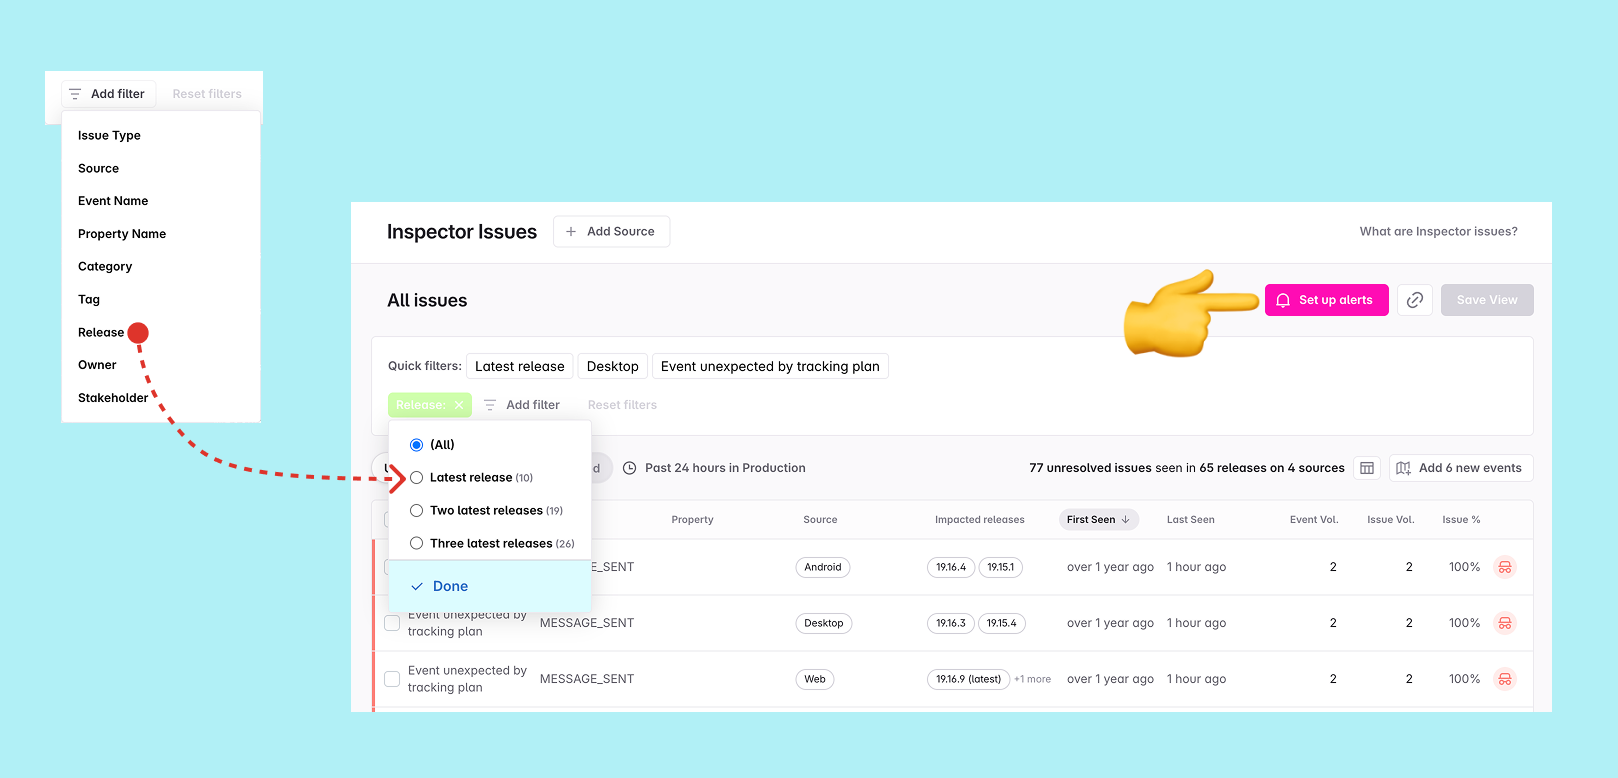 Add filter
Reset filters
Issue Type
Source
Event Name
Property Name
Category
Tag
Release
Owner
Stakeholder
Inspector Issues
Add Source
What are Inspector issues?
All issues
Set up alerts
Save View
Quick filters: Latest release Desktop Event unexpected by tracking plan
Release: Add filter Reset filters
(All)
Latest release (10)
Two latest releases (19)
Three latest releases (26)
Done
d Past 24 hours in Production
77 unresolved issues seen in 65 releases on 4 sources
Add 6 new events
Property Source Impacted releases First Seen Last Seen Event Vol. Issue Vol. Issue %
E_SENT Android 19.16.4 19.15.1 over 1 year ago 1 hour ago 2 2 100%
Event unexpected by
tracking plan MESSAGE_SENT Desktop 19.16.3 19.15.4 over 1 year ago 1 hour ago 2 2 100%
Event unexpected by
tracking plan MESSAGE_SENT Web 19.16.9 (latest) +1 more over 1 year ago 1 hour ago 2 2 100%